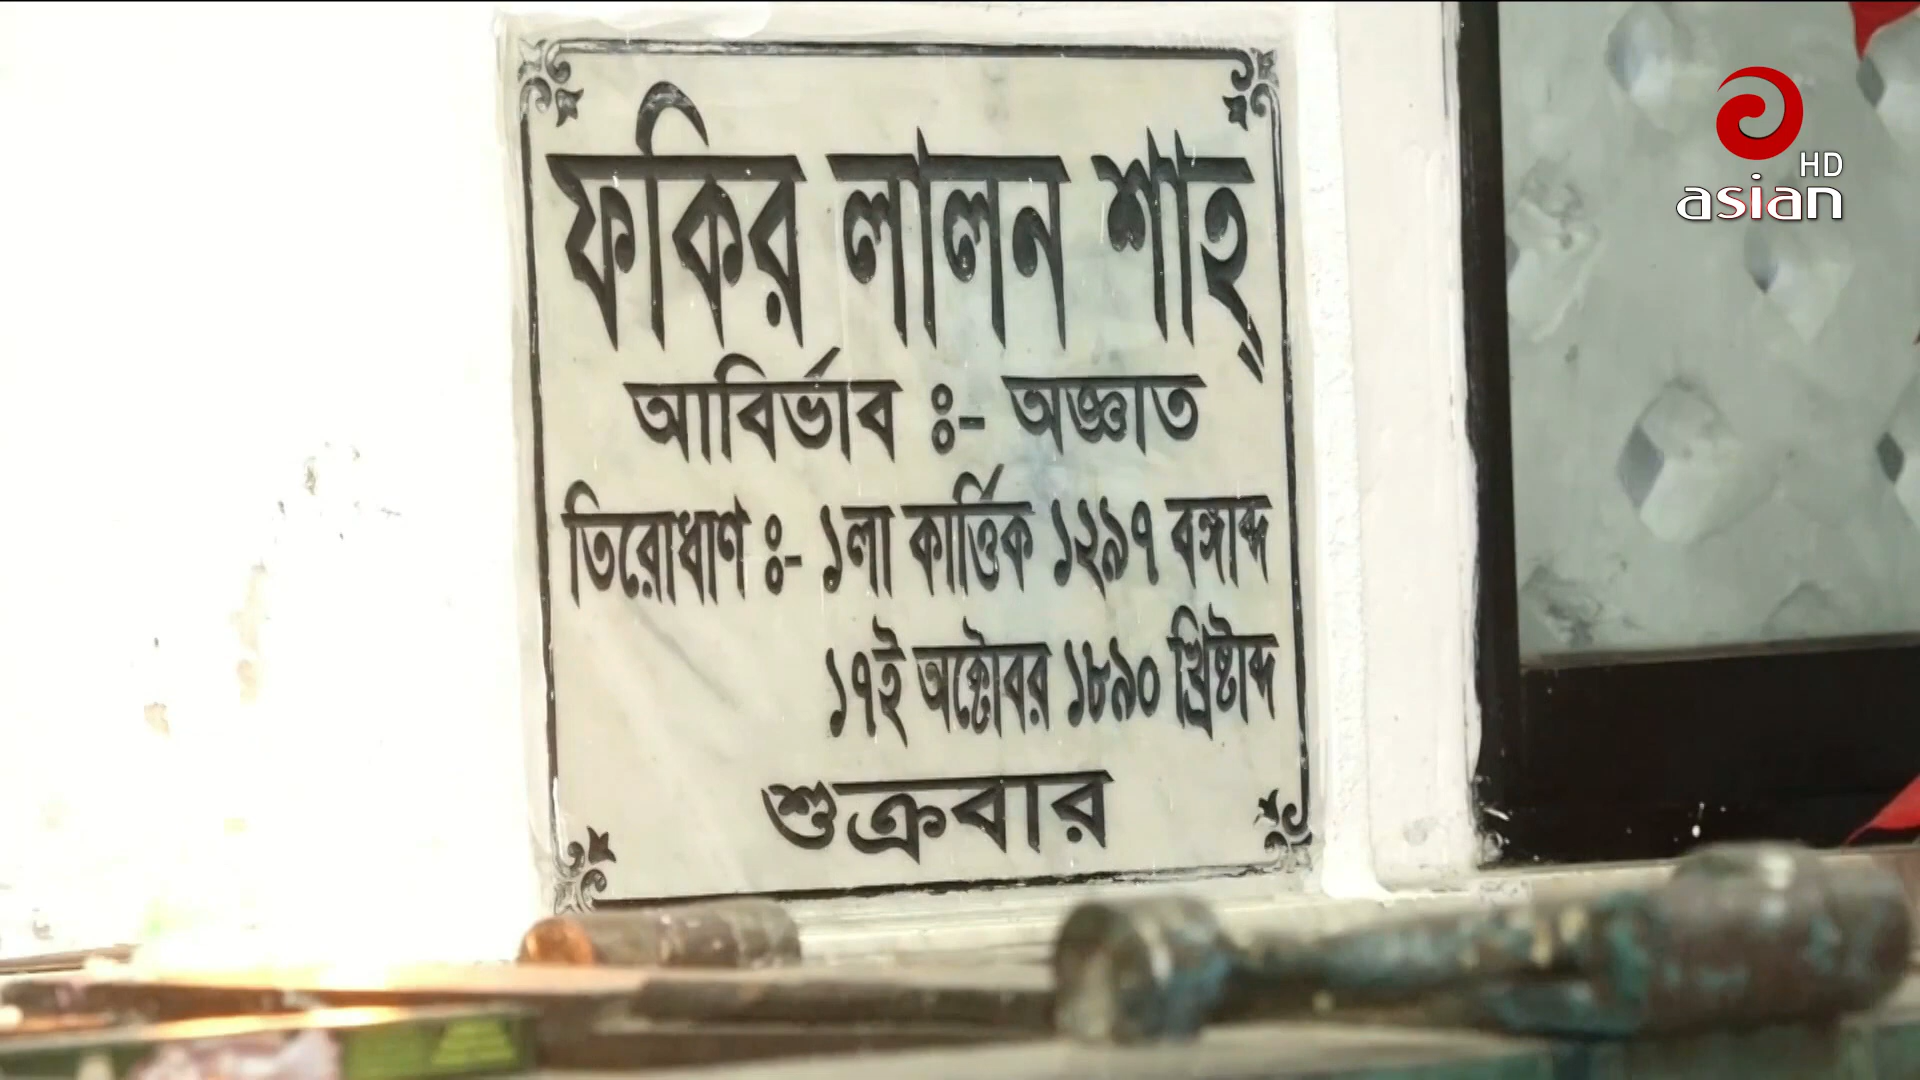 ফকির লালন শাহ্
আবির্ভাব ঃ- অজ্ঞাত
তিরোধাণ ঃ- ১লা কার্ত্তিক ১২৯৭ বঙ্গাব্দ
১৭ই অক্টোবর ১৮৯০ খ্রিষ্টাব্দ
শুক্রবার
HD
asian